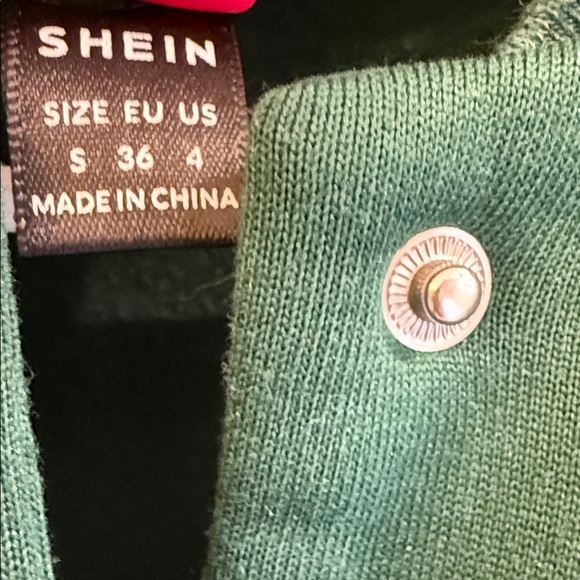 SHEIN
SIZE EU US
S 36 4
MADE IN CHINA